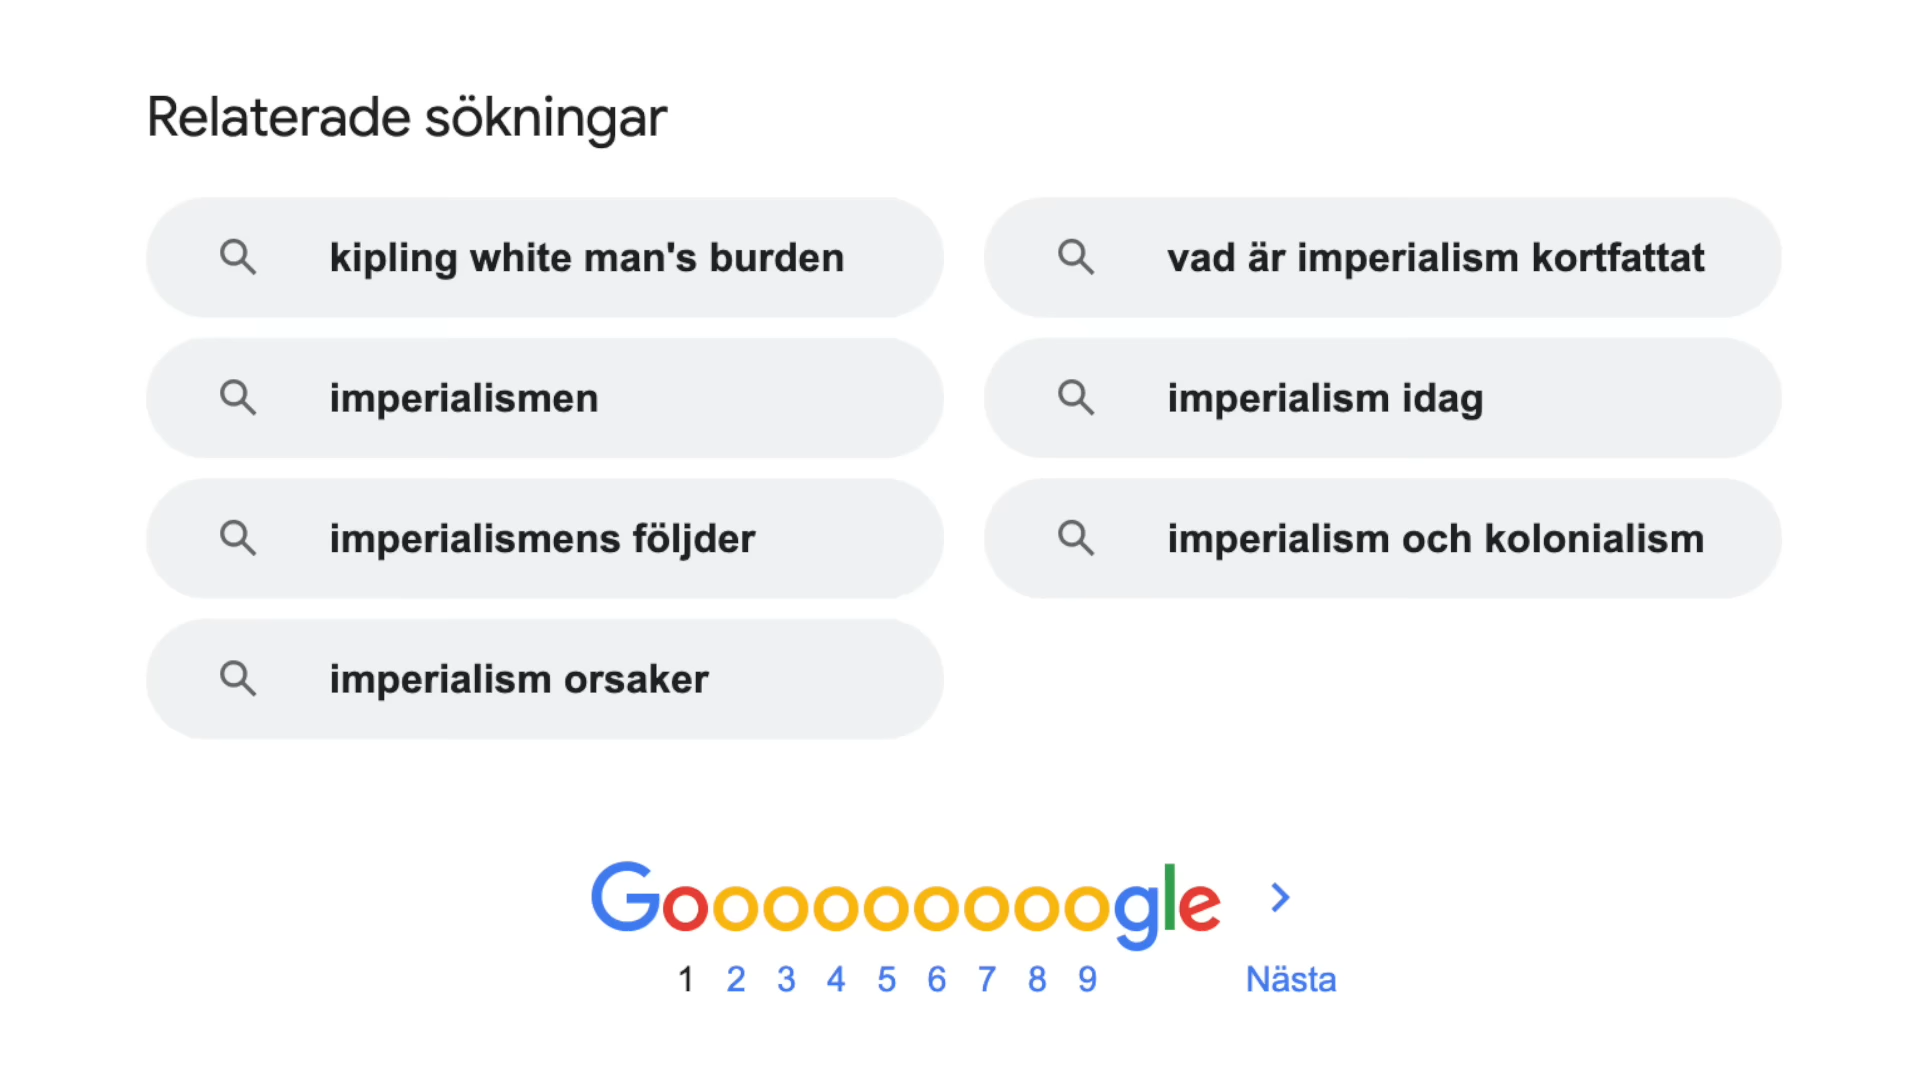 Relaterade sökningar
kipling white man's burden
vad är imperialism kortfattat
imperialismen
imperialism idag
imperialismens följder
imperialism och kolonialism
imperialism orsaker
Gooooooooogle >
1 2 3 4 5 6 7 8 9 Nästa